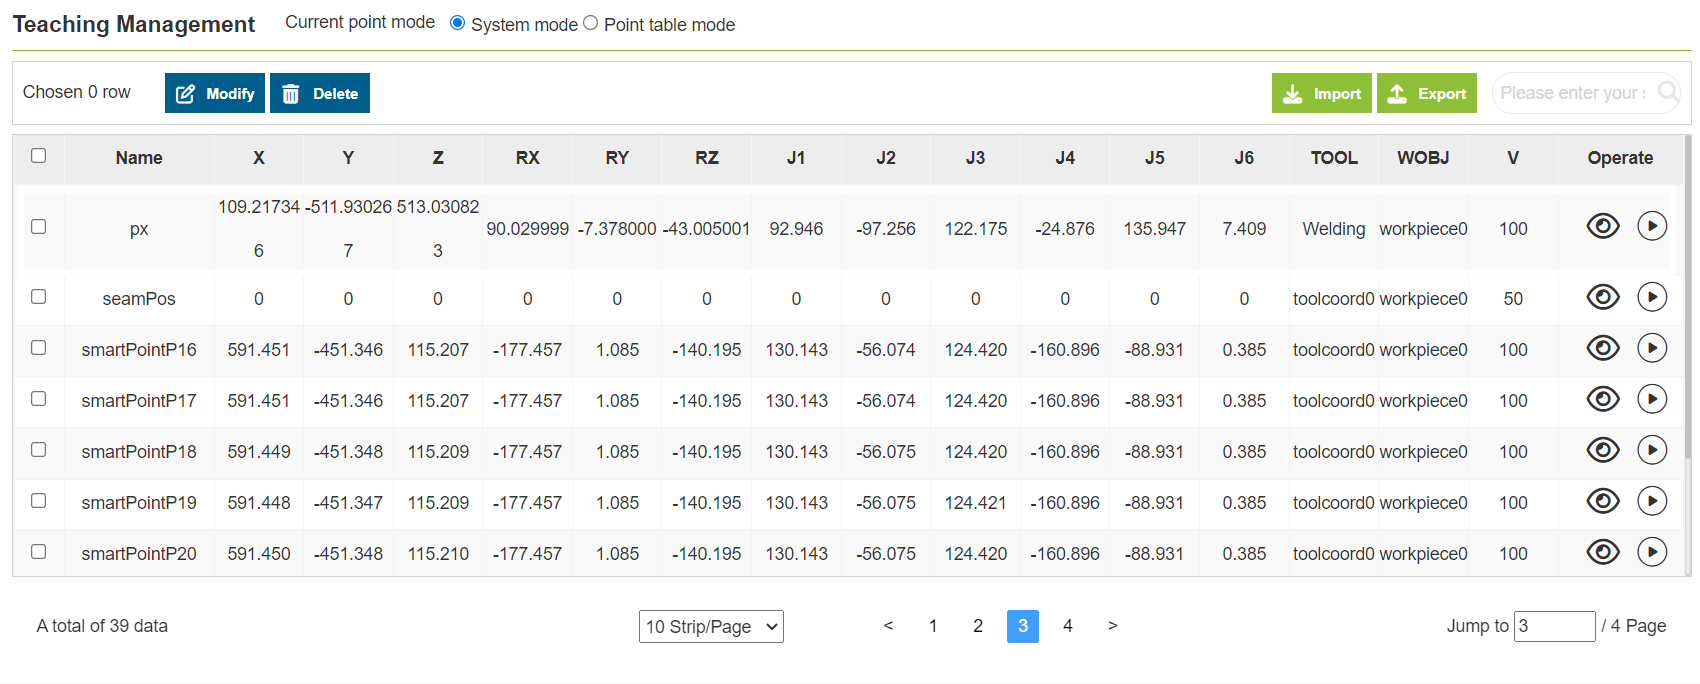 Teaching Management Current point mode System mode Point table mode
Chosen 0 row Modify Delete Import Export Please enter your s
Name X Y Z RX RY RZ J1 J2 J3 J4 J5 J6 TOOL WOBJ V Operate
px 109.217346 -511.930267 513.030823 90.029999 -7.378000 -43.005001 92.946 -97.256 122.175 -24.876 135.947 7.409 Welding workpiece0 100
seamPos 0 0 0 0 0 0 0 0 0 0 0 0 toolcoord0 workpiece0 50
smartPointP16 591.451 -451.346 115.207 -177.457 1.085 -140.195 130.143 -56.074 124.420 -160.896 -88.931 0.385 toolcoord0 workpiece0 100
smartPointP17 591.451 -451.346 115.207 -177.457 1.085 -140.195 130.143 -56.074 124.420 -160.896 -88.931 0.385 toolcoord0 workpiece0 100
smartPointP18 591.449 -451.348 115.209 -177.457 1.085 -140.195 130.143 -56.075 124.420 -160.896 -88.931 0.385 toolcoord0 workpiece0 100
smartPointP19 591.448 -451.347 115.209 -177.457 1.085 -140.195 130.143 -56.075 124.421 -160.896 -88.931 0.385 toolcoord0 workpiece0 100
smartPointP20 591.450 -451.348 115.210 -177.457 1.085 -140.195 130.143 -56.075 124.420 -160.896 -88.931 0.385 toolcoord0 workpiece0 100
A total of 39 data 10 Strip/Page < 1 2 3 4 > Jump to 3 / 4 Page